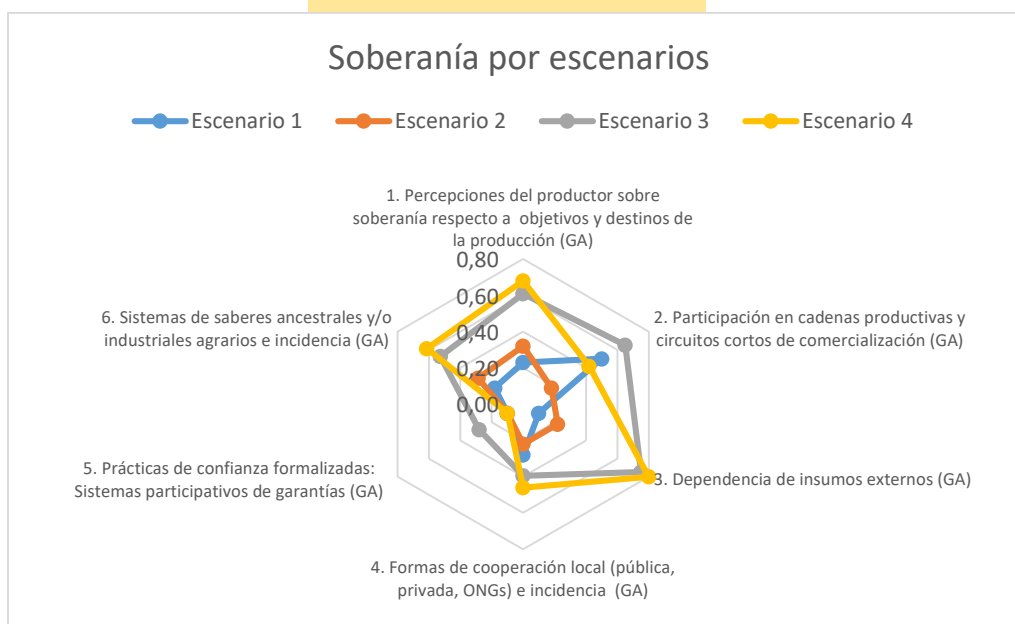 Soberanía por escenarios
Escenario 1
Escenario 2
Escenario 3
Escenario 4
1. Percepciones del productor sobre
soberanía respecto a objetivos y destinos de
la producción (GA)
0,80
0,60
0,40
0,20
0,00
2. Participación en cadenas productivas y
circuitos cortos de comercialización (GA)
3. Dependencia de insumos externos (GA)
4. Formas de cooperación local (pública,
privada, ONGs) e incidencia (GA)
5. Prácticas de confianza formalizadas:
Sistemas participativos de garantías (GA)
6. Sistemas de saberes ancestrales y/o
industriales agrarios e incidencia (GA)